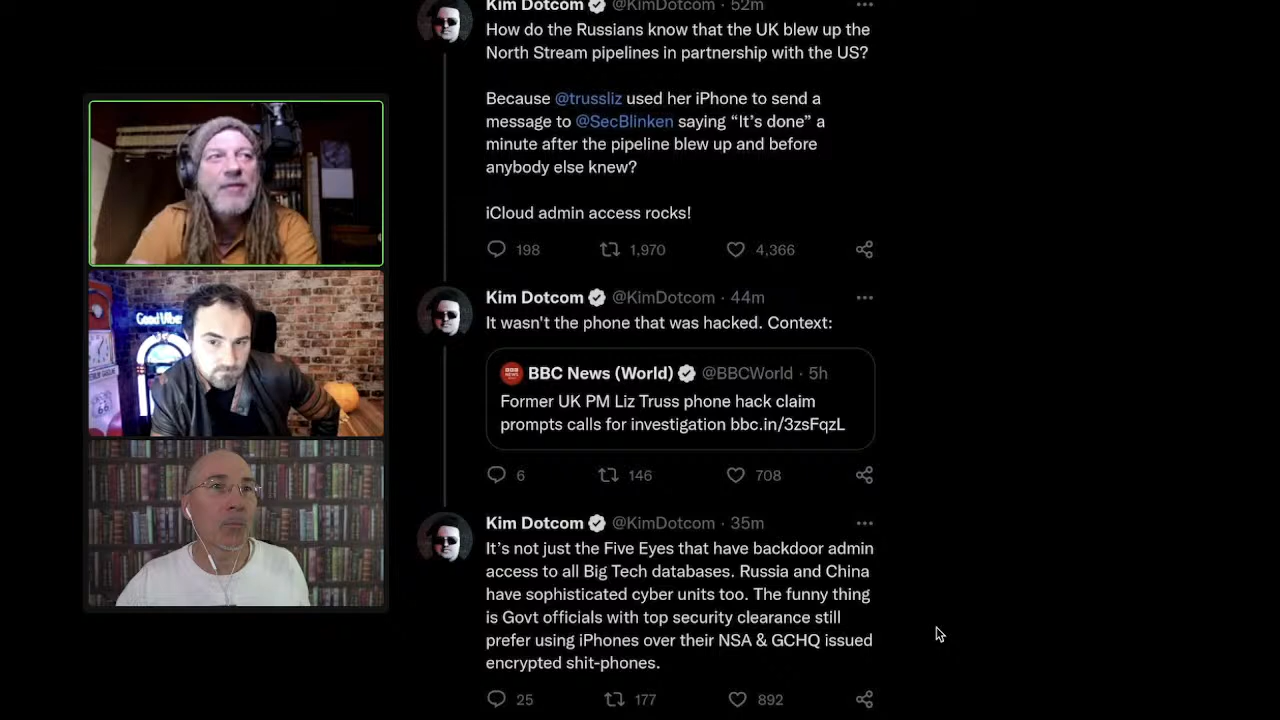 Kim Dotcom @KimDotcom · 52m
How do the Russians know that the UK blew up the
North Stream pipelines in partnership with the US?
Because @trussliz used her iPhone to send a
message to @SecBlinken saying “It’s done” a
minute after the pipeline blew up and before
anybody else knew?
iCloud admin access rocks!
198 1,970 4,366
Kim Dotcom @KimDotcom · 44m
It wasn't the phone that was hacked. Context:
BBC News (World) @BBCWorld · 5h
Former UK PM Liz Truss phone hack claim
prompts calls for investigation bbc.in/3zsFqzL
6 146 708
Kim Dotcom @KimDotcom · 35m
It’s not just the Five Eyes that have backdoor admin
access to all Big Tech databases. Russia and China
have sophisticated cyber units too. The funny thing
is Govt officials with top security clearance still
prefer using iPhones over their NSA & GCHQ issued
encrypted shit-phones.
25 177 892
Good Vibe